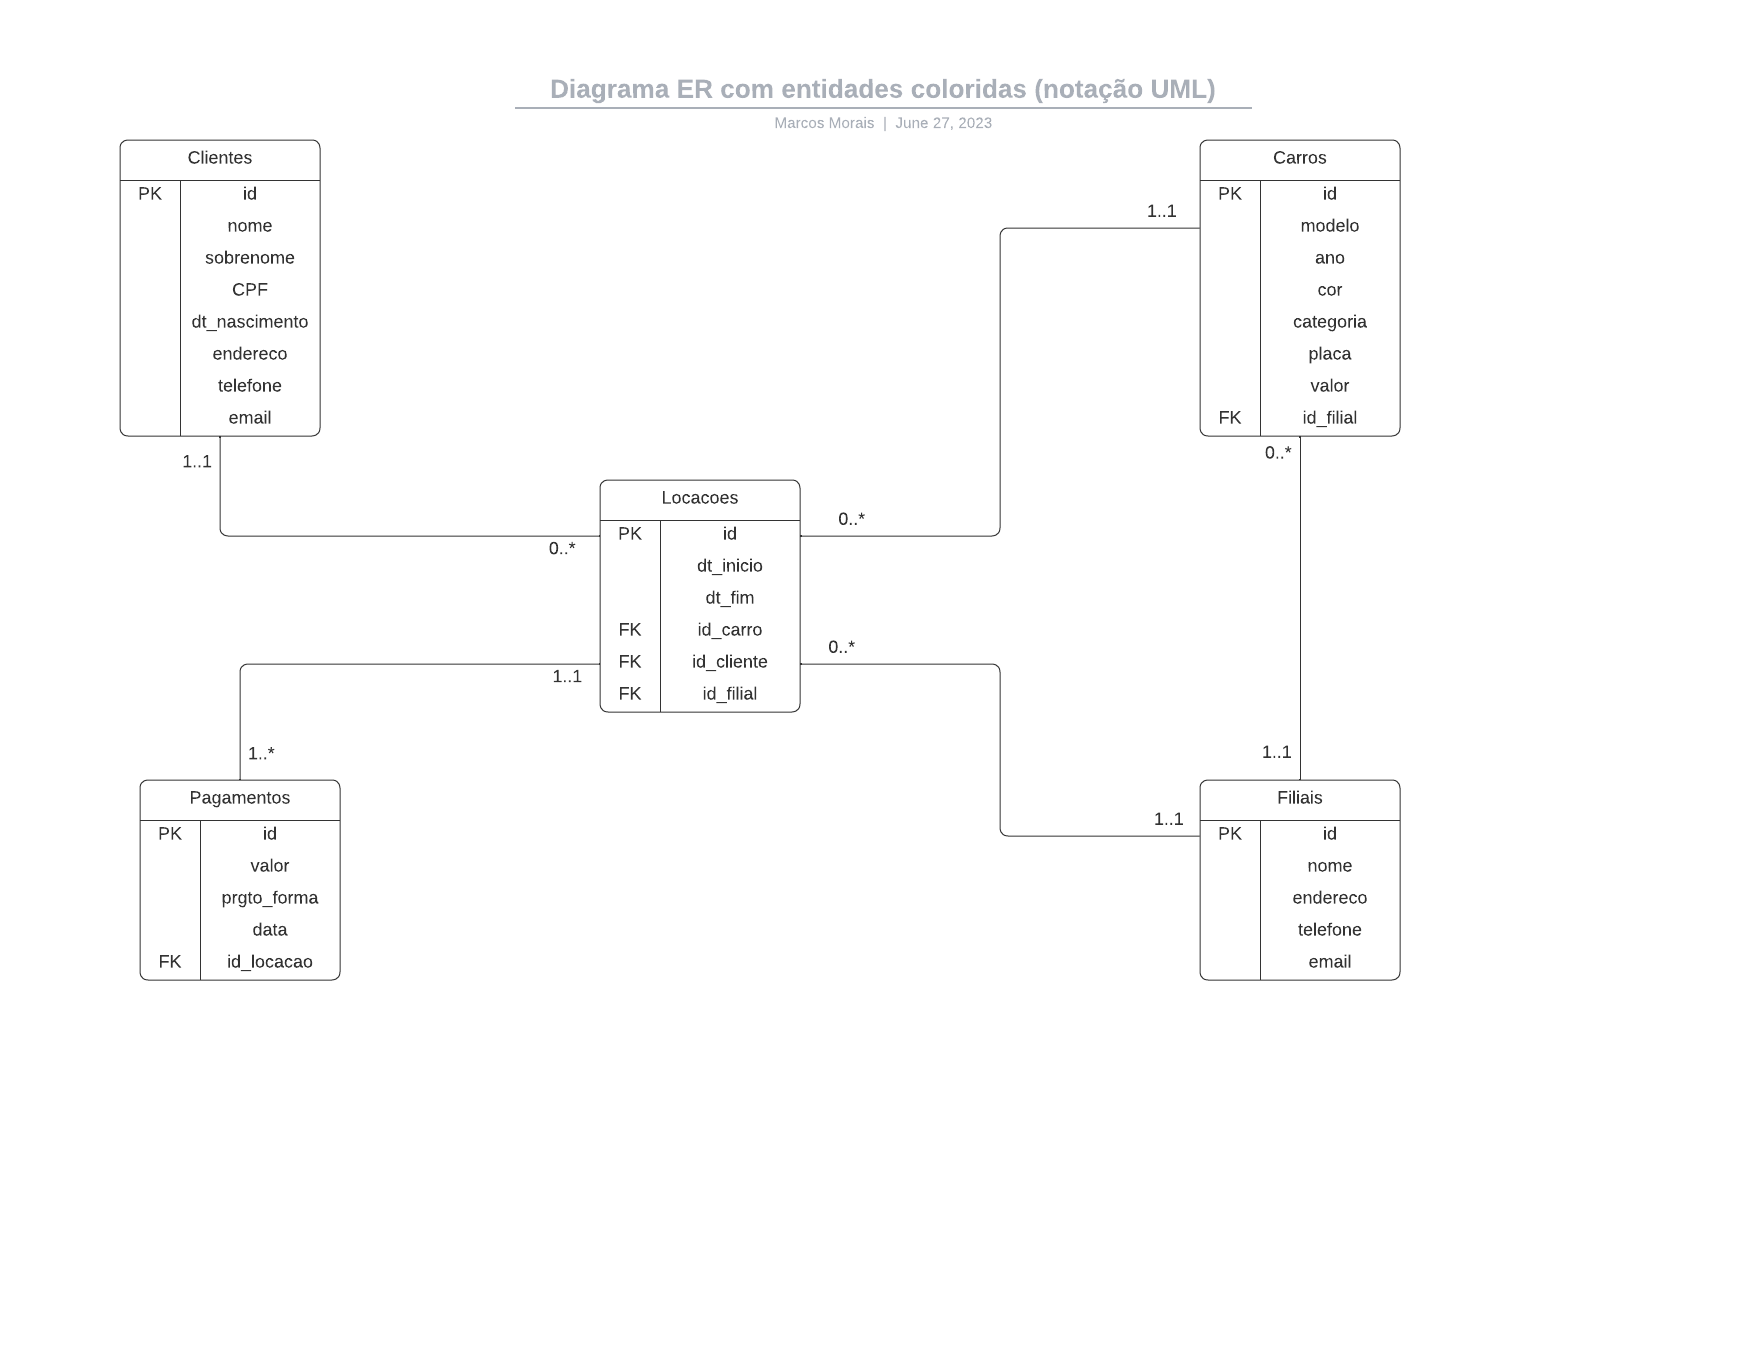 Diagrama ER com entidades coloridas (notação UML)
Marcos Morais | June 27, 2023
Clientes
PK id
nome
sobrenome
CPF
dt_nascimento
endereco
telefone
email
1..1
0..*
Carros
PK id
modelo
ano
cor
categoria
placa
valor
FK id_filial
1..1
0..*
Locacoes
PK id
dt_inicio
dt_fim
FK id_carro
FK id_cliente
FK id_filial
0..*
0..*
1..1
1..*
Pagamentos
PK id
valor
prgto_forma
data
FK id_locacao
1..1
1..1
Filiais
PK id
nome
endereco
telefone
email